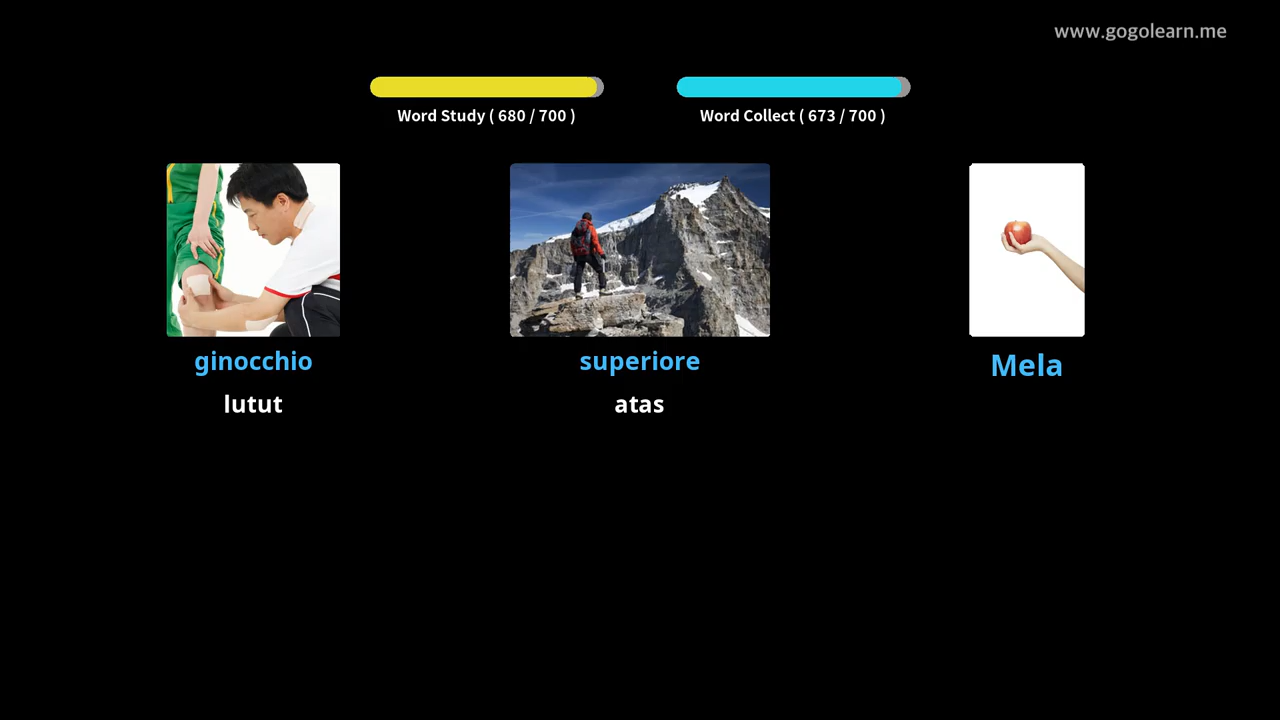 www.gogolearn.me
Word Study ( 680 / 700 )
Word Collect ( 673 / 700 )
ginocchio
superiore
Mela
lutut
atas